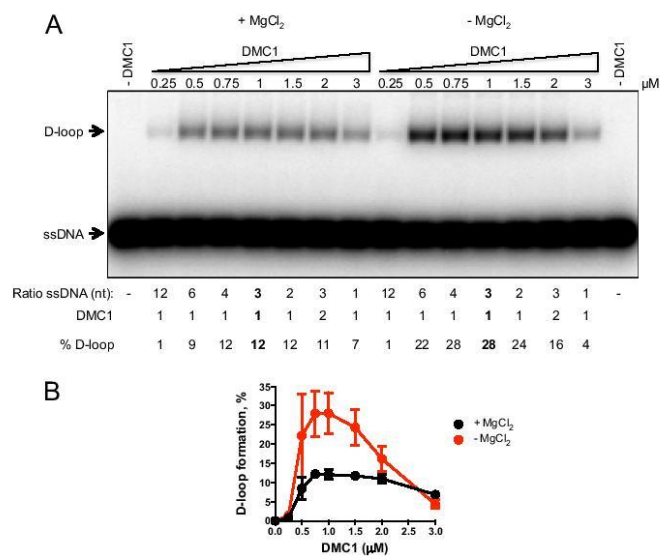 A
+ MgCl2 - MgCl2
DMC1 DMC1
- DMC1 0.25 0.5 0.75 1 1.5 2 3 0.25 0.5 0.75 1 1.5 2 3 - DMC1 μM
D-loop
ssDNA
Ratio ssDNA (nt): - 12 6 4 3 2 3 1 12 6 4 3 2 3 1 -
DMC1 1 1 1 1 1 2 1 1 1 1 1 1 2 1
% D-loop 1 9 12 12 12 11 7 1 22 28 28 24 16 4
B
D-loop formation, %
35
30
25
20
15
10
5
0
0.0 0.5 1.0 1.5 2.0 3.0
DMC1 (μM)
+ MgCl2
- MgCl2